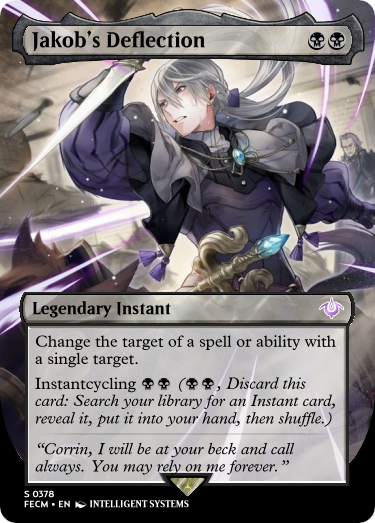 Jakob's Deflection
Legendary Instant
Change the target of a spell or ability with
a single target.
Instantcycling (, Discard this
card: Search your library for an Instant card,
reveal it, put it into your hand, then shuffle.)
"Corrin, I will be at your beck and call
always. You may rely on me forever."
S 0378
FECM • EN INTELLIGENT SYSTEMS